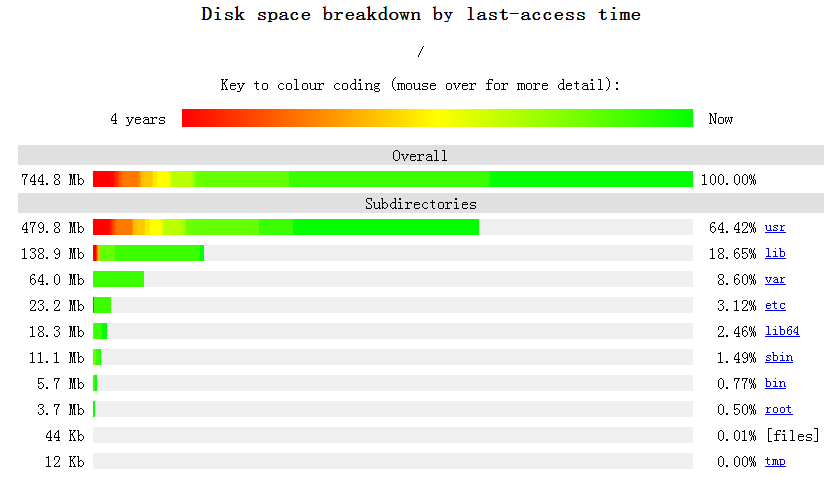 Disk space breakdown by last-access time
/
Key to colour coding (mouse over for more detail):
4 years Now
Overall
744.8 Mb 100.00%
Subdirectories
479.8 Mb 64.42% usr
138.9 Mb 18.65% lib
64.0 Mb 8.60% var
23.2 Mb 3.12% etc
18.3 Mb 2.46% lib64
11.1 Mb 1.49% sbin
5.7 Mb 0.77% bin
3.7 Mb 0.50% root
44 Kb 0.01% [files]
12 Kb 0.00% tmp